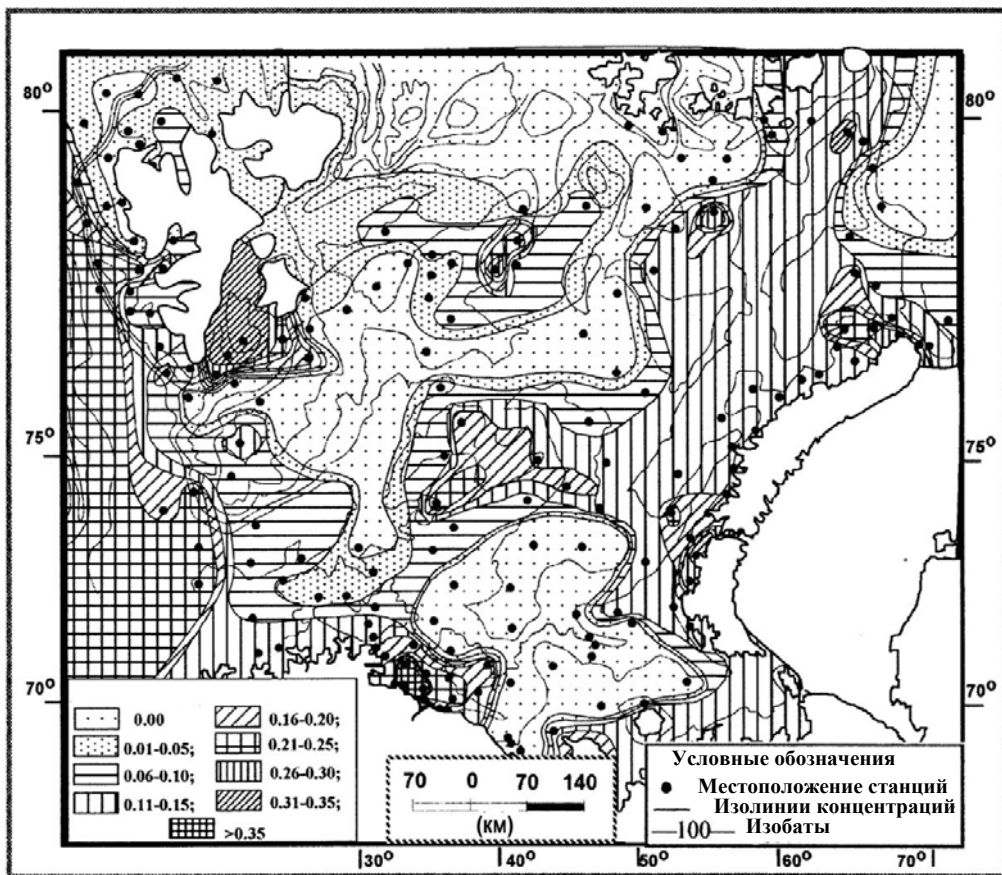 80° 80°
75° 75°
70° 70°
0.00
0.01-0.05;
0.06-0.10;
0.11-0.15;
0.16-0.20;
0.21-0.25;
0.26-0.30;
0.31-0.35;
>0.35
70 0 70 140
(км)
Условные обозначения
Местоположение станций
Изолинии концентраций
100 Изобаты
30° 40° 50° 60° 70°